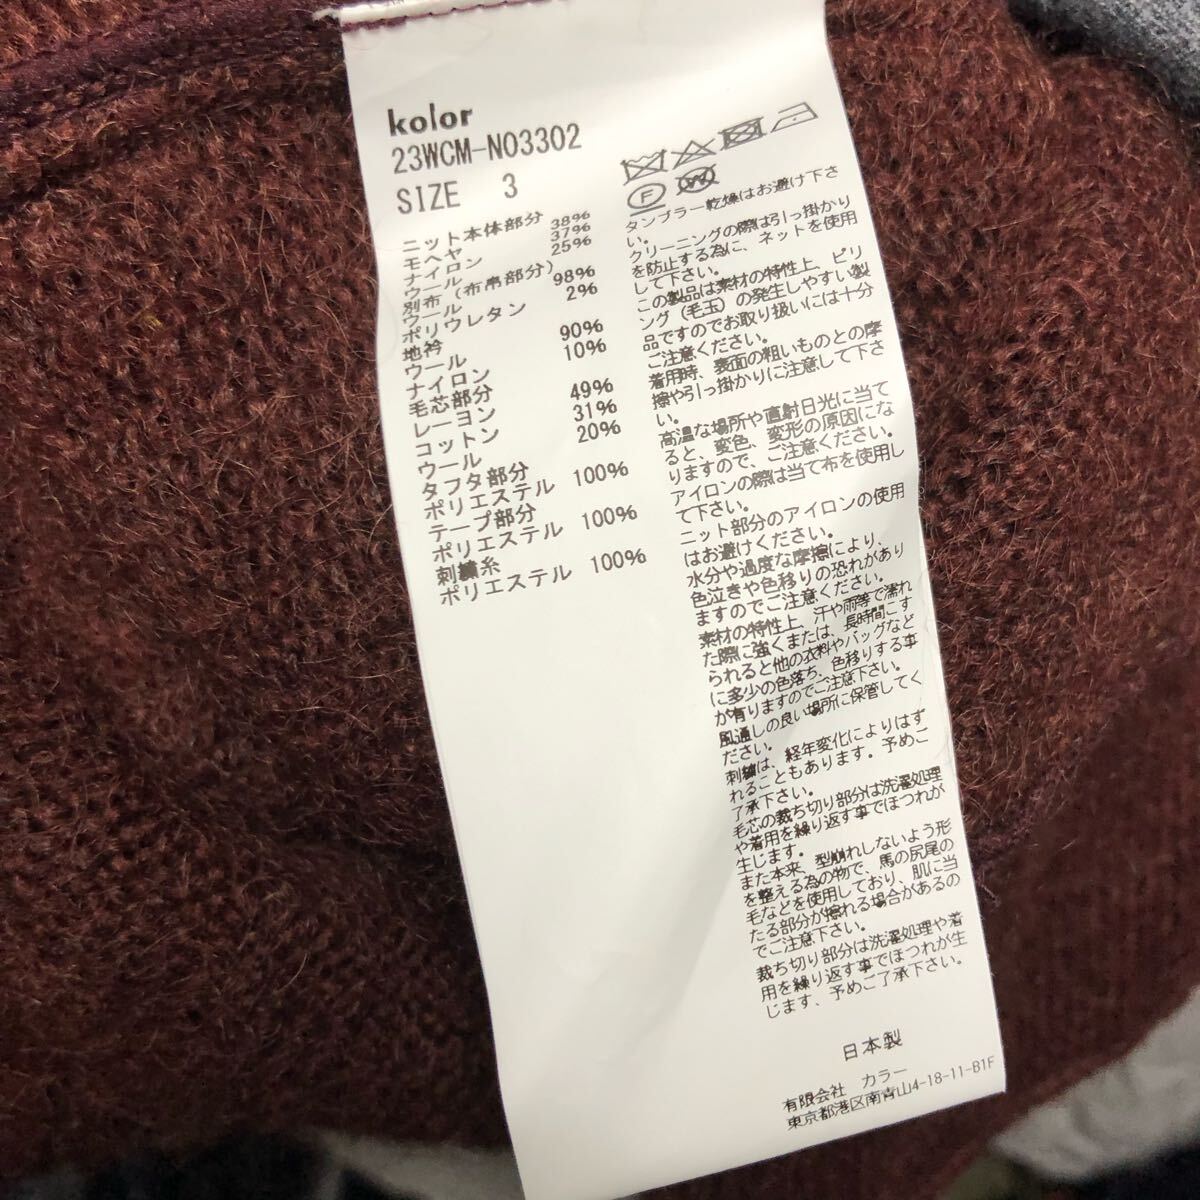 kolor
23WCM-N03302
SIZE 3
ニット本体部分
モヘヤ 38%
ナイロン 37%
ウール 25%
別布(布帛部分)
ウール 98%
ポリウレタン 2%
地衿
ウール 90%
ナイロン 10%
毛芯部分
レーヨン 49%
コットン 31%
ウール 20%
タフタ部分
ポリエステル 100%
テープ部分
ポリエステル 100%
刺繍糸
ポリエステル 100%
F
W
タンブラー乾燥はお避け下さ
い。
クリーニングの際は引っ掛かり
を防止する為に、ネットを使用
して下さい。
この製品は素材の特性上、ピリ
ング(毛玉)の発生しやすい製
品ですのでお取り扱いには十分
ご注意ください。
着用時、表面の粗いものとの摩
擦や引っ掛かりに注意して下さ
い。
高温な場所や直射日光に当て
ると、変色、変形の原因にな
りますので、ご注意ください。
アイロンの際は当て布を使用し
て下さい。
ニット部分のアイロンの使用
はお避けください。
水分や過度な摩擦により、
色泣きや色移りの恐れがあり
ますのでご注意ください。
素材の特性上、汗や雨等で濡れ
た際に強くまたは、長時間こす
られると他の衣料やバッグなど
に多少の色落ち、色移りする事
が有りますのでご注意下さい。
風通しの良い場所に保管してく
ださい。
刺繍は、経年変化によりはず
れることもあります。予めご
了承下さい。
毛芯の裁ち切り部分は洗濯処理
や着用を繰り返す事でほつれが
生じます。
また本来、型崩れしないよう形
を整える為の物で、馬の尻尾の
毛などを使用しており、肌に当
たる部分が擦れる場合があるの
でご注意下さい。
裁ち切り部分は洗濯処理や着
用を繰り返す事でほつれが生
じます、予めご了承下さい。
日本製
有限会社 カラー
東京都港区南青山4-18-11-B1F